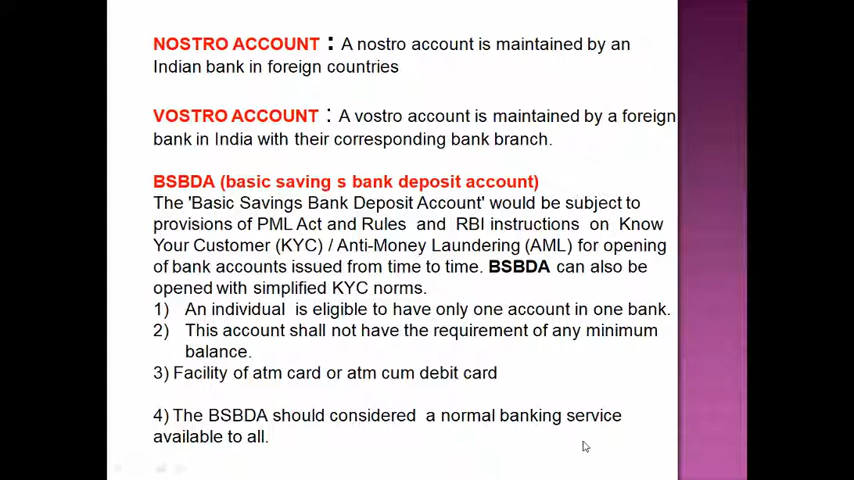 NOSTRO ACCOUNT : A nostro account is maintained by an
Indian bank in foreign countries
VOSTRO ACCOUNT : A vostro account is maintained by a foreign
bank in India with their corresponding bank branch.
BSBDA (basic saving s bank deposit account)
The 'Basic Savings Bank Deposit Account' would be subject to
provisions of PML Act and Rules and RBI instructions on Know
Your Customer (KYC) / Anti-Money Laundering (AML) for opening
of bank accounts issued from time to time. BSBDA can also be
opened with simplified KYC norms.
1) An individual is eligible to have only one account in one bank.
2) This account shall not have the requirement of any minimum
balance.
3) Facility of atm card or atm cum debit card
4) The BSBDA should considered a normal banking service
available to all.